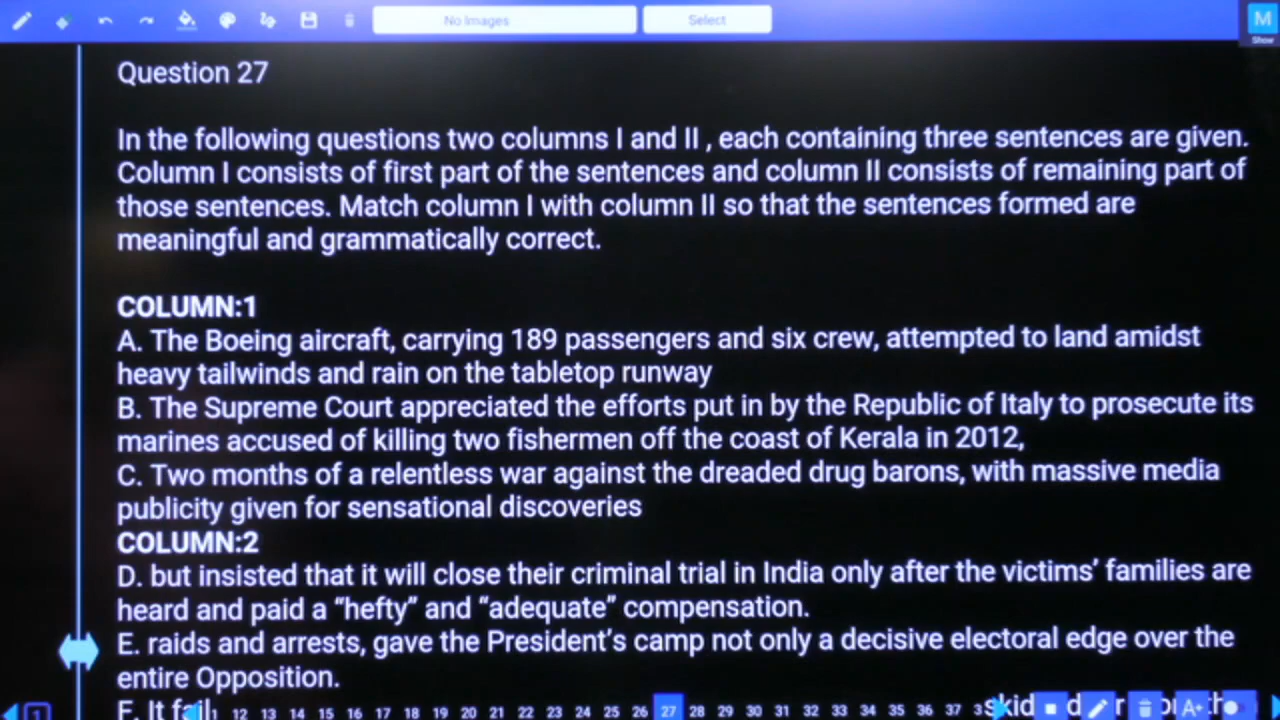 No Images
Select
M
Show
Question 27
In the following questions two columns I and II , each containing three sentences are given.
Column I consists of first part of the sentences and column II consists of remaining part of
those sentences. Match column I with column II so that the sentences formed are
meaningful and grammatically correct.
COLUMN:1
A. The Boeing aircraft, carrying 189 passengers and six crew, attempted to land amidst
heavy tailwinds and rain on the tabletop runway
B. The Supreme Court appreciated the efforts put in by the Republic of Italy to prosecute its
marines accused of killing two fishermen off the coast of Kerala in 2012,
C. Two months of a relentless war against the dreaded drug barons, with massive media
publicity given for sensational discoveries
COLUMN:2
D. but insisted that it will close their criminal trial in India only after the victims’ families are
heard and paid a “hefty” and “adequate” compensation.
E. raids and arrests, gave the President’s camp not only a decisive electoral edge over the
entire Opposition.
F. It
1 12 13 14 15 16 17 18 19 20 21 22 23 24 25 26 27 28 29 30 31 32 33 34 35 36 37 A+